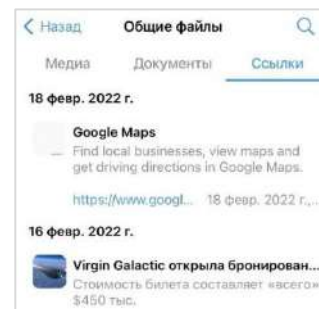 Назад Общие файлы
Медиа Документы Ссылки
18 февр. 2022 г.
Google Maps
Find local businesses, view maps and
get driving directions in Google Maps.
https://www.googl... 18 февр. 2022 г.,...
16 февр. 2022 г.
Virgin Galactic открыла бронирован...
Стоимость билета составляет «всего»
$450 тыс.